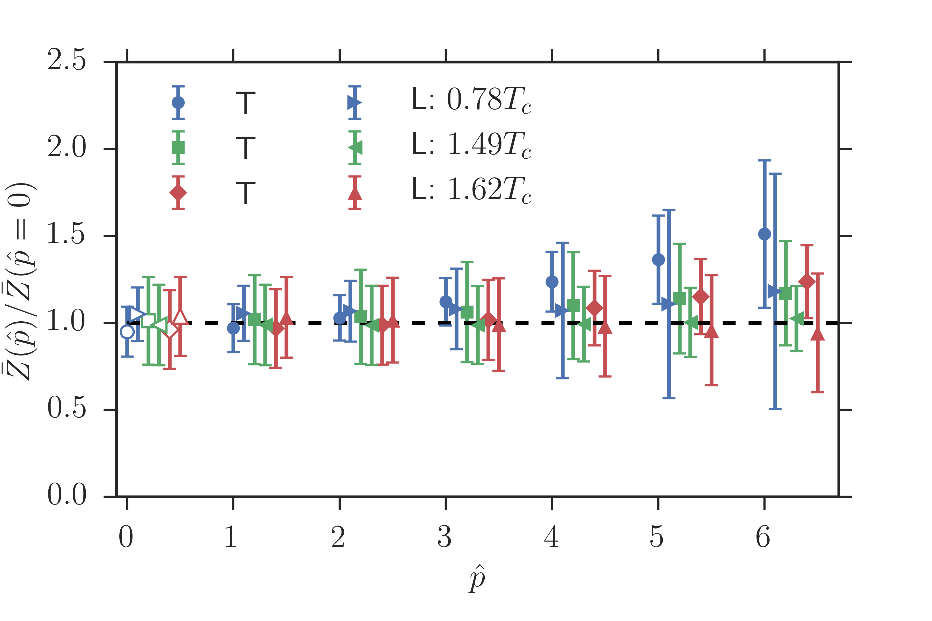 2.5
2.0
1.5
1.0
0.5
0.0
Z̄(p̂)/Z̄(p̂ = 0)
T L: 0.78T_c
T L: 1.49T_c
T L: 1.62T_c
0 1 2 3 4 5 6
p̂